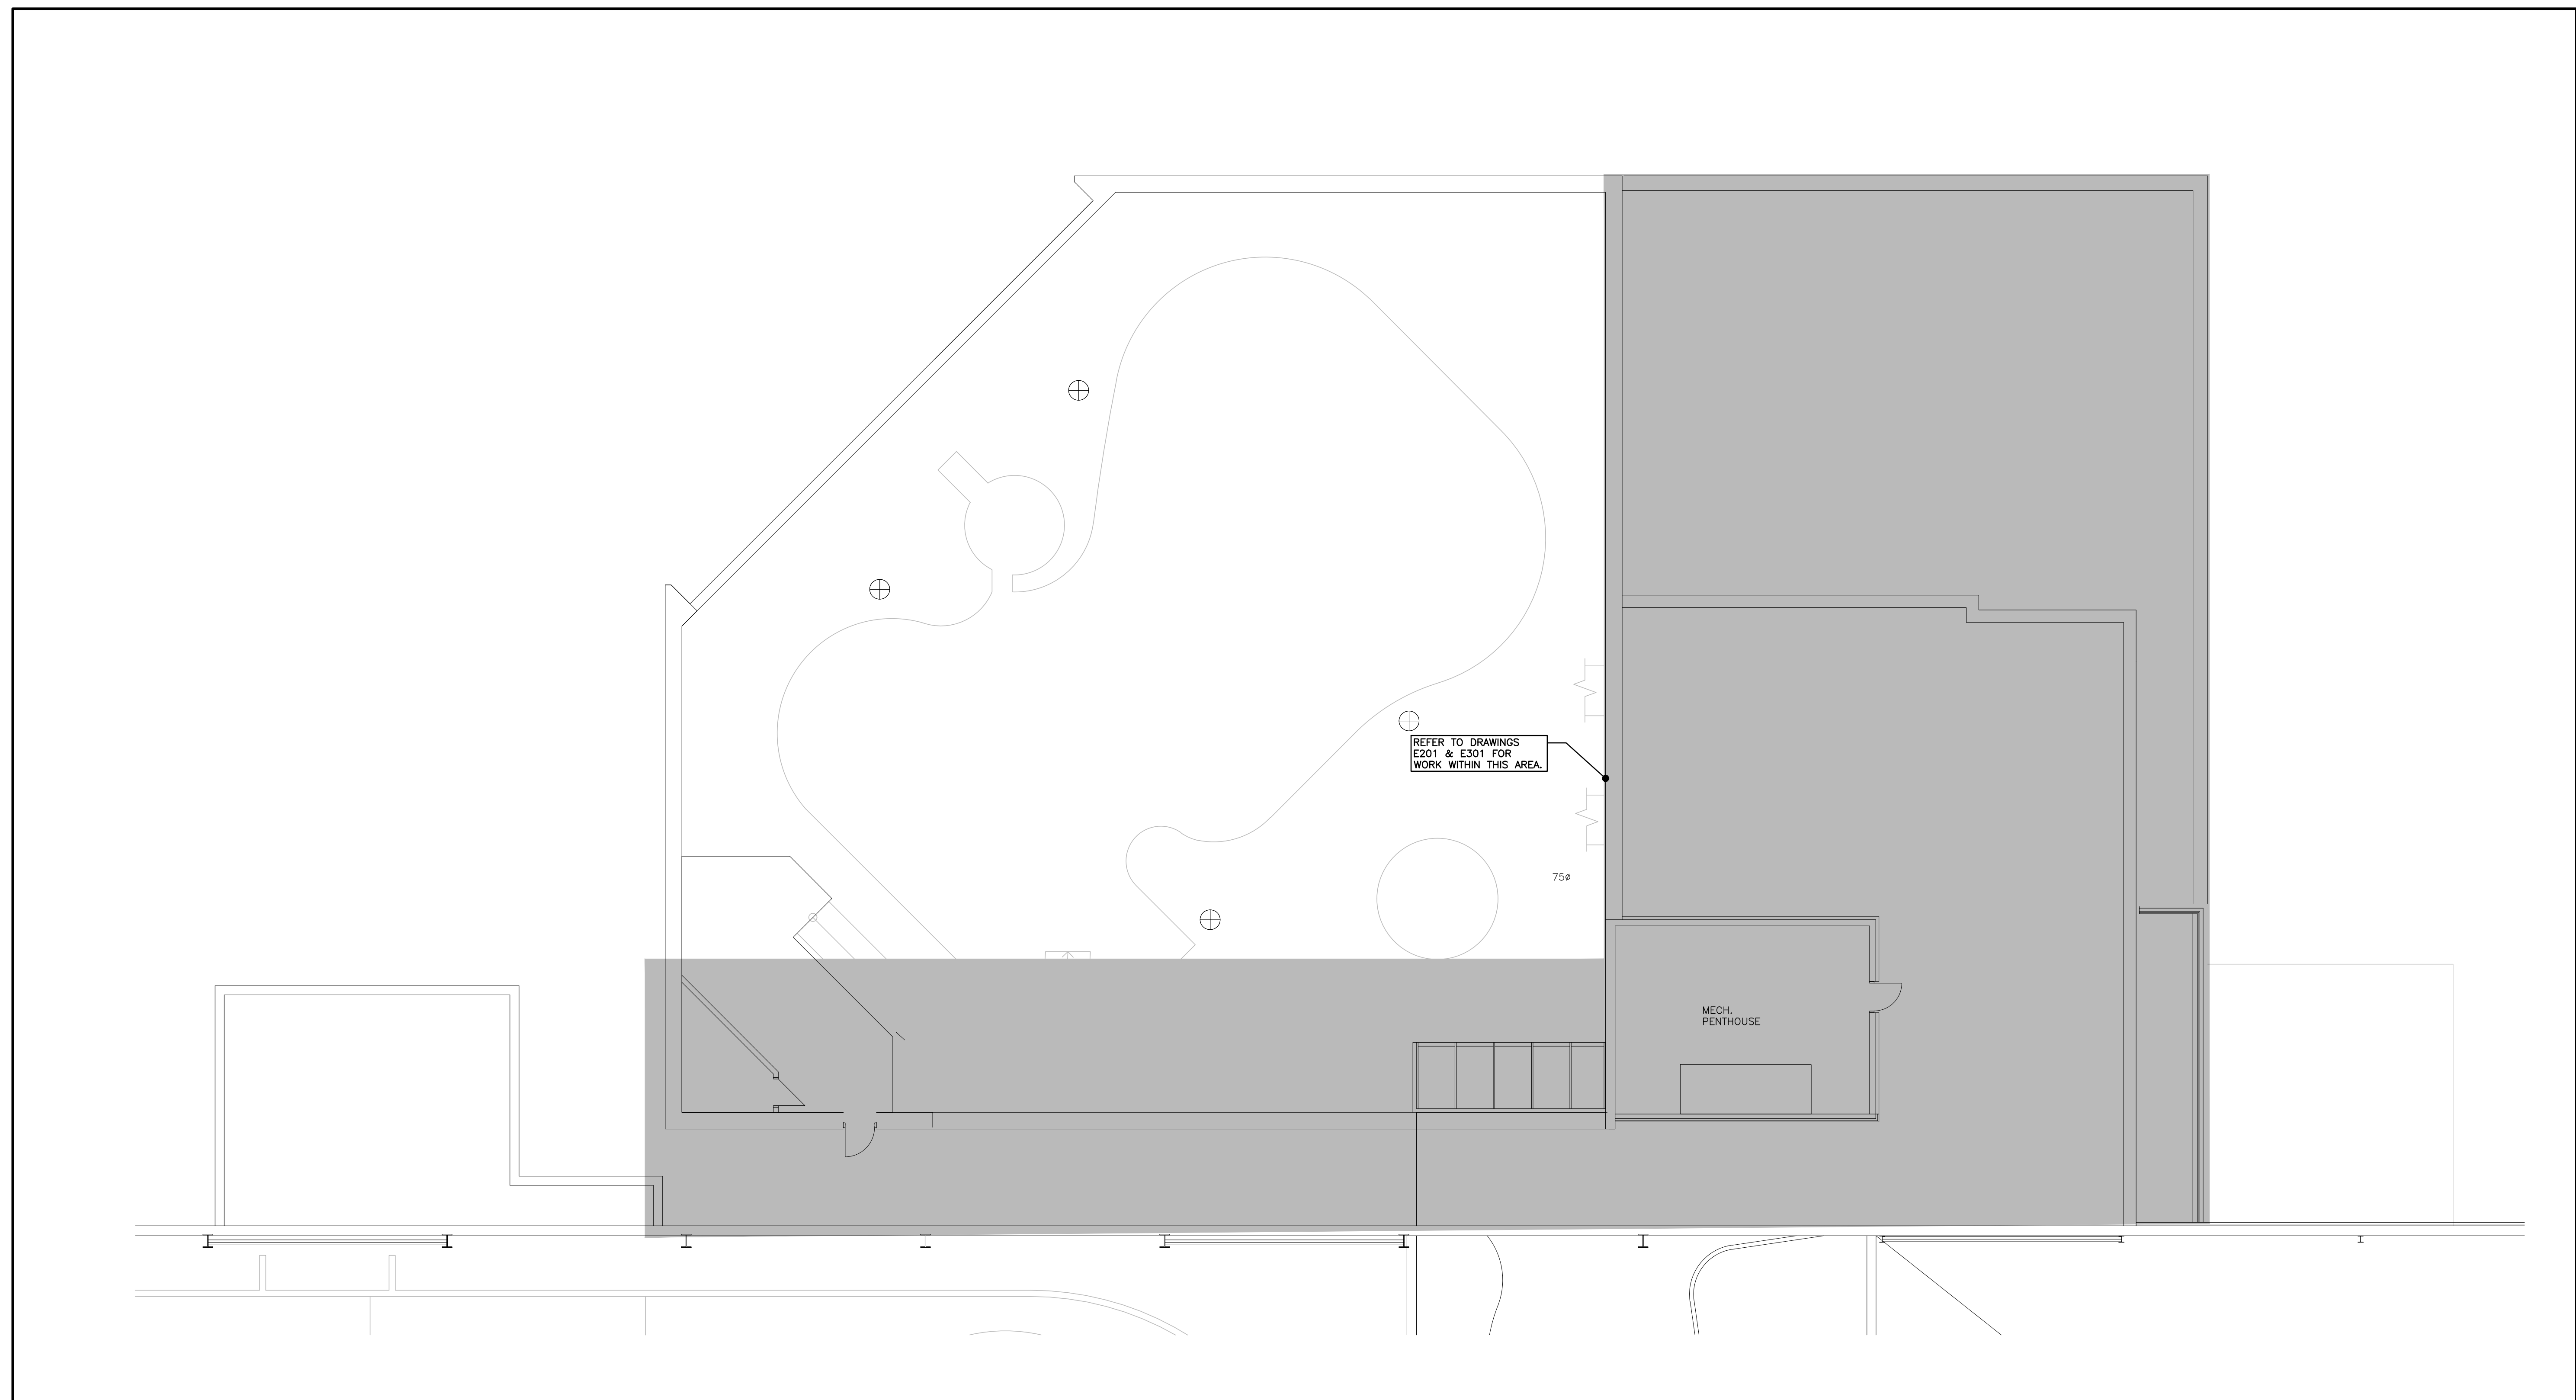 REFER TO DRAWINGS
E201 & E301 FOR
WORK WITHIN THIS AREA.
75ø
MECH.
PENTHOUSE